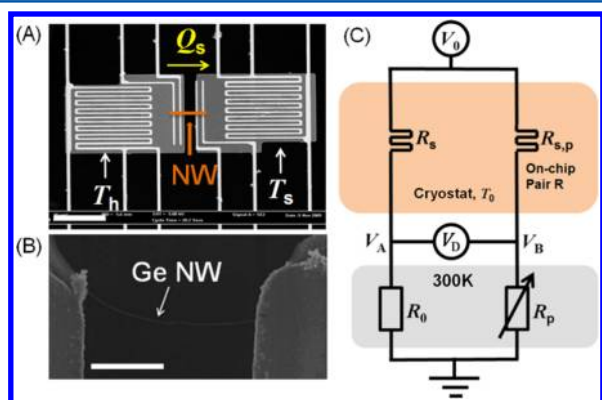 (A)
Qs
NW
Th
Ts
(B)
Ge NW
(C)
V0
Rs
Rs,p
On-chip
Pair R
Cryostat, T0
VA
VD
VB
300K
R0
Rp